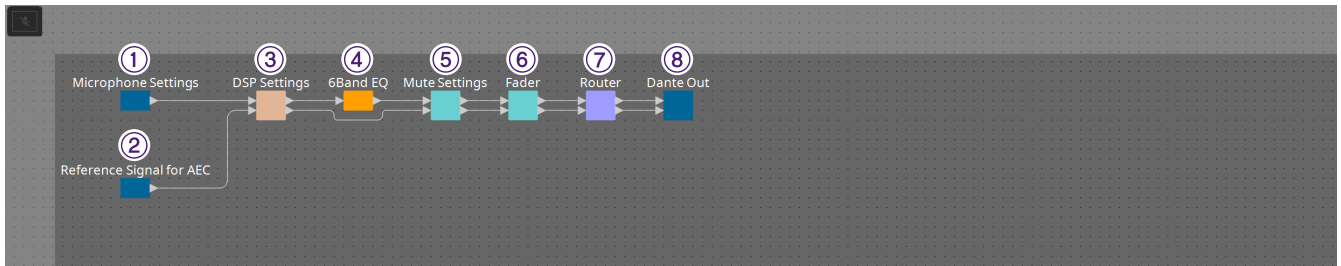 ① ③ ④ ⑤ ⑥ ⑦ ⑧
Microphone Settings DSP Settings 6Band EQ Mute Settings Fader Router Dante Out
②
Reference Signal for AEC